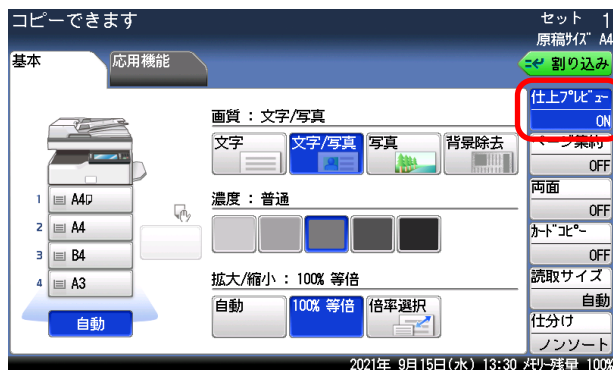 コピーできます
セット 1
原稿サイズ A4
基本
応用機能
割り込み
仕上プレビュー
ON
ページ集約
OFF
両面
OFF
カードコピー
OFF
読取サイズ
自動
仕分け
ノンソート
画質 : 文字/写真
文字
文字/写真
写真
背景除去
濃度 : 普通
拡大/縮小 : 100% 等倍
自動
100% 等倍
倍率選択
1 A4
2 A4
3 B4
4 A3
自動
2021年 9月15日(水) 13:30 メモリー残量 100%